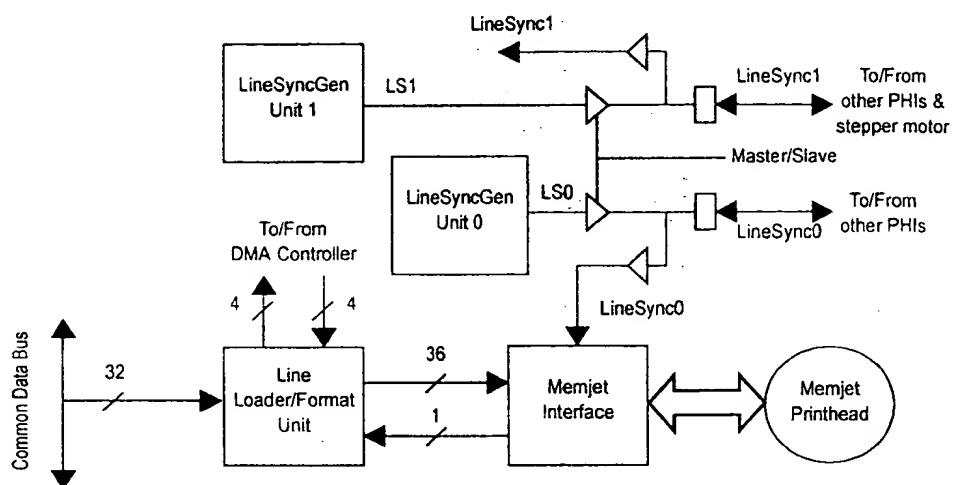 LineSync1
LineSyncGen
Unit 1
LS1
LineSync1
To/From
other PHIs &
stepper motor
Master/Slave
LineSyncGen
Unit 0
LS0
To/From
other PHIs
LineSync0
To/From
DMA Controller
4
4
LineSync0
Common Data Bus
32
Line
Loader/Format
Unit
36
1
Memjet
Interface
Memjet
Printhead